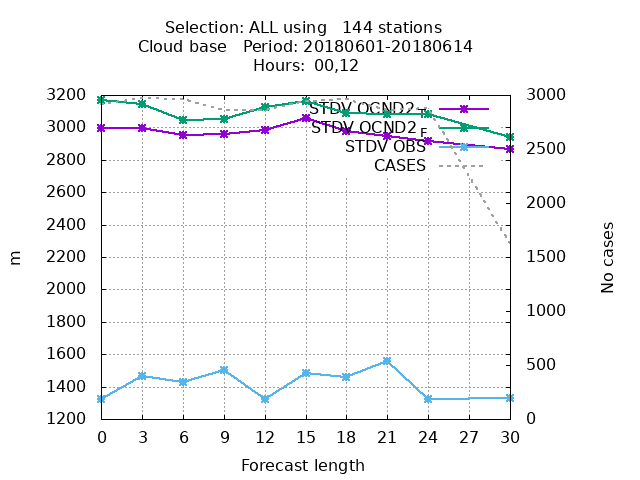 Selection: ALL using   144 stations
Cloud base   Period: 20180601-20180614
Hours:  00,12
3200
3000
2800
2600
2400
2200
2000
1800
1600
1400
1200
m
3000
2500
2000
1500
1000
500
0
No cases
STDV OCND2_T
STDV OCND2_F
STDV OBS
CASES
0 3 6 9 12 15 18 21 24 27 30
Forecast length